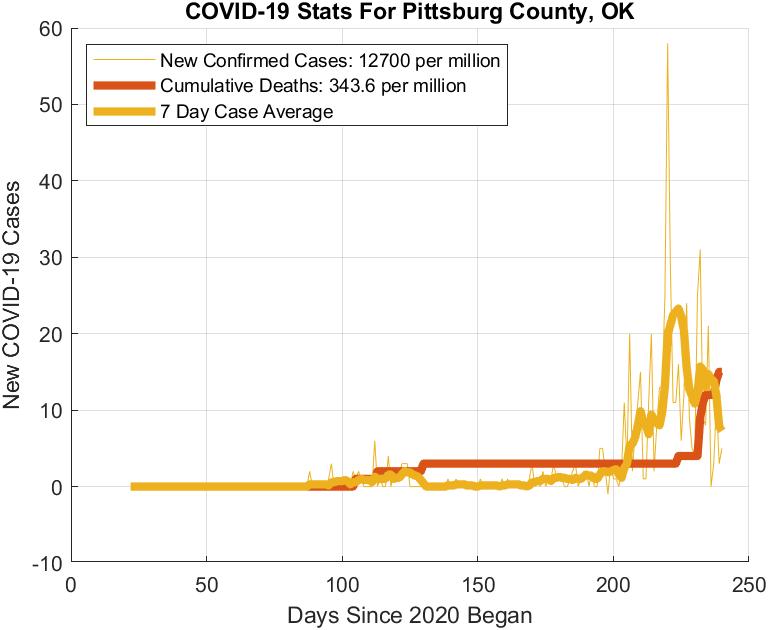 COVID-19 Stats For Pittsburg County, OK
New Confirmed Cases: 12700 per million
Cumulative Deaths: 343.6 per million
7 Day Case Average
New COVID-19 Cases
60
50
40
30
20
10
0
-10
0 50 100 150 200 250
Days Since 2020 Began